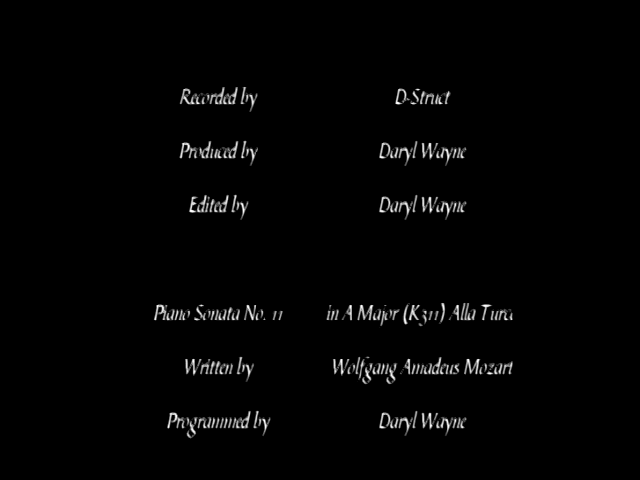 Recorded by D-Struct
Produced by Daryl Wayne
Edited by Daryl Wayne
Piano Sonata No. 11 in A Major (K311) Alla Turca
Written by Wolfgang Amadeus Mozart
Programmed by Daryl Wayne